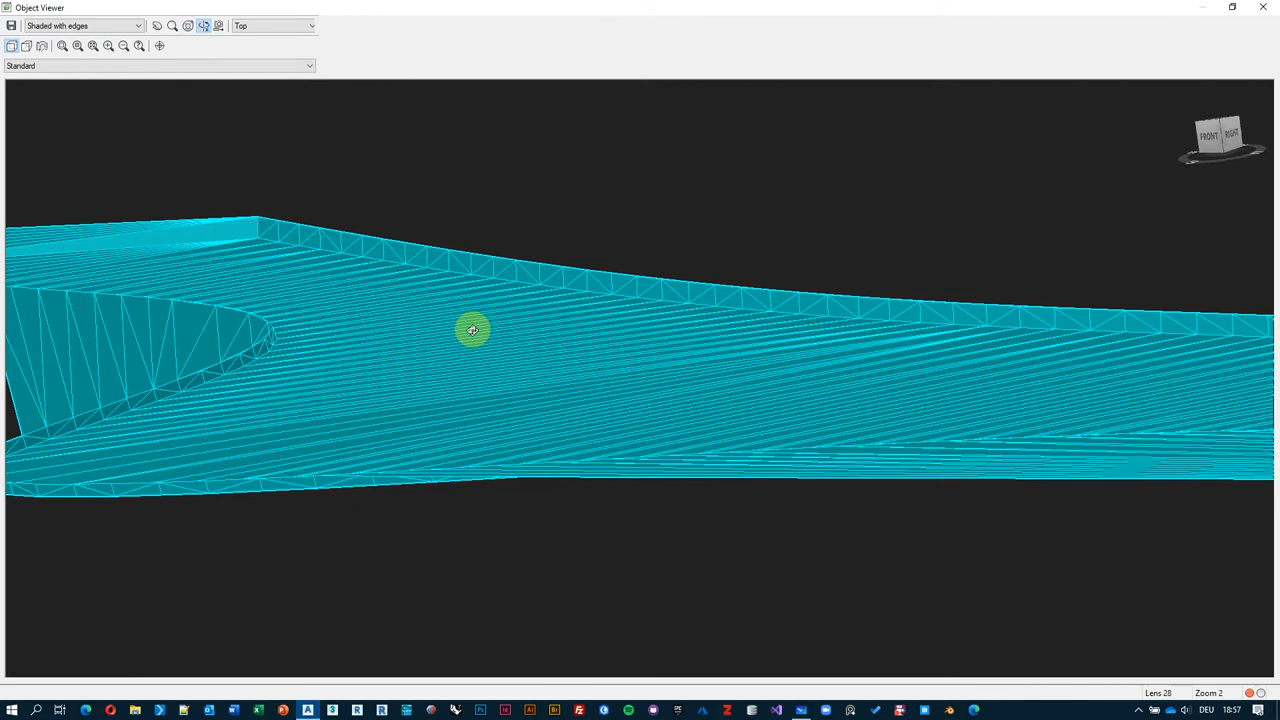 Object Viewer
Shaded with edges
Top
Standard
FRONT
RIGHT
Lens 28
Zoom 2
DEU
18:57